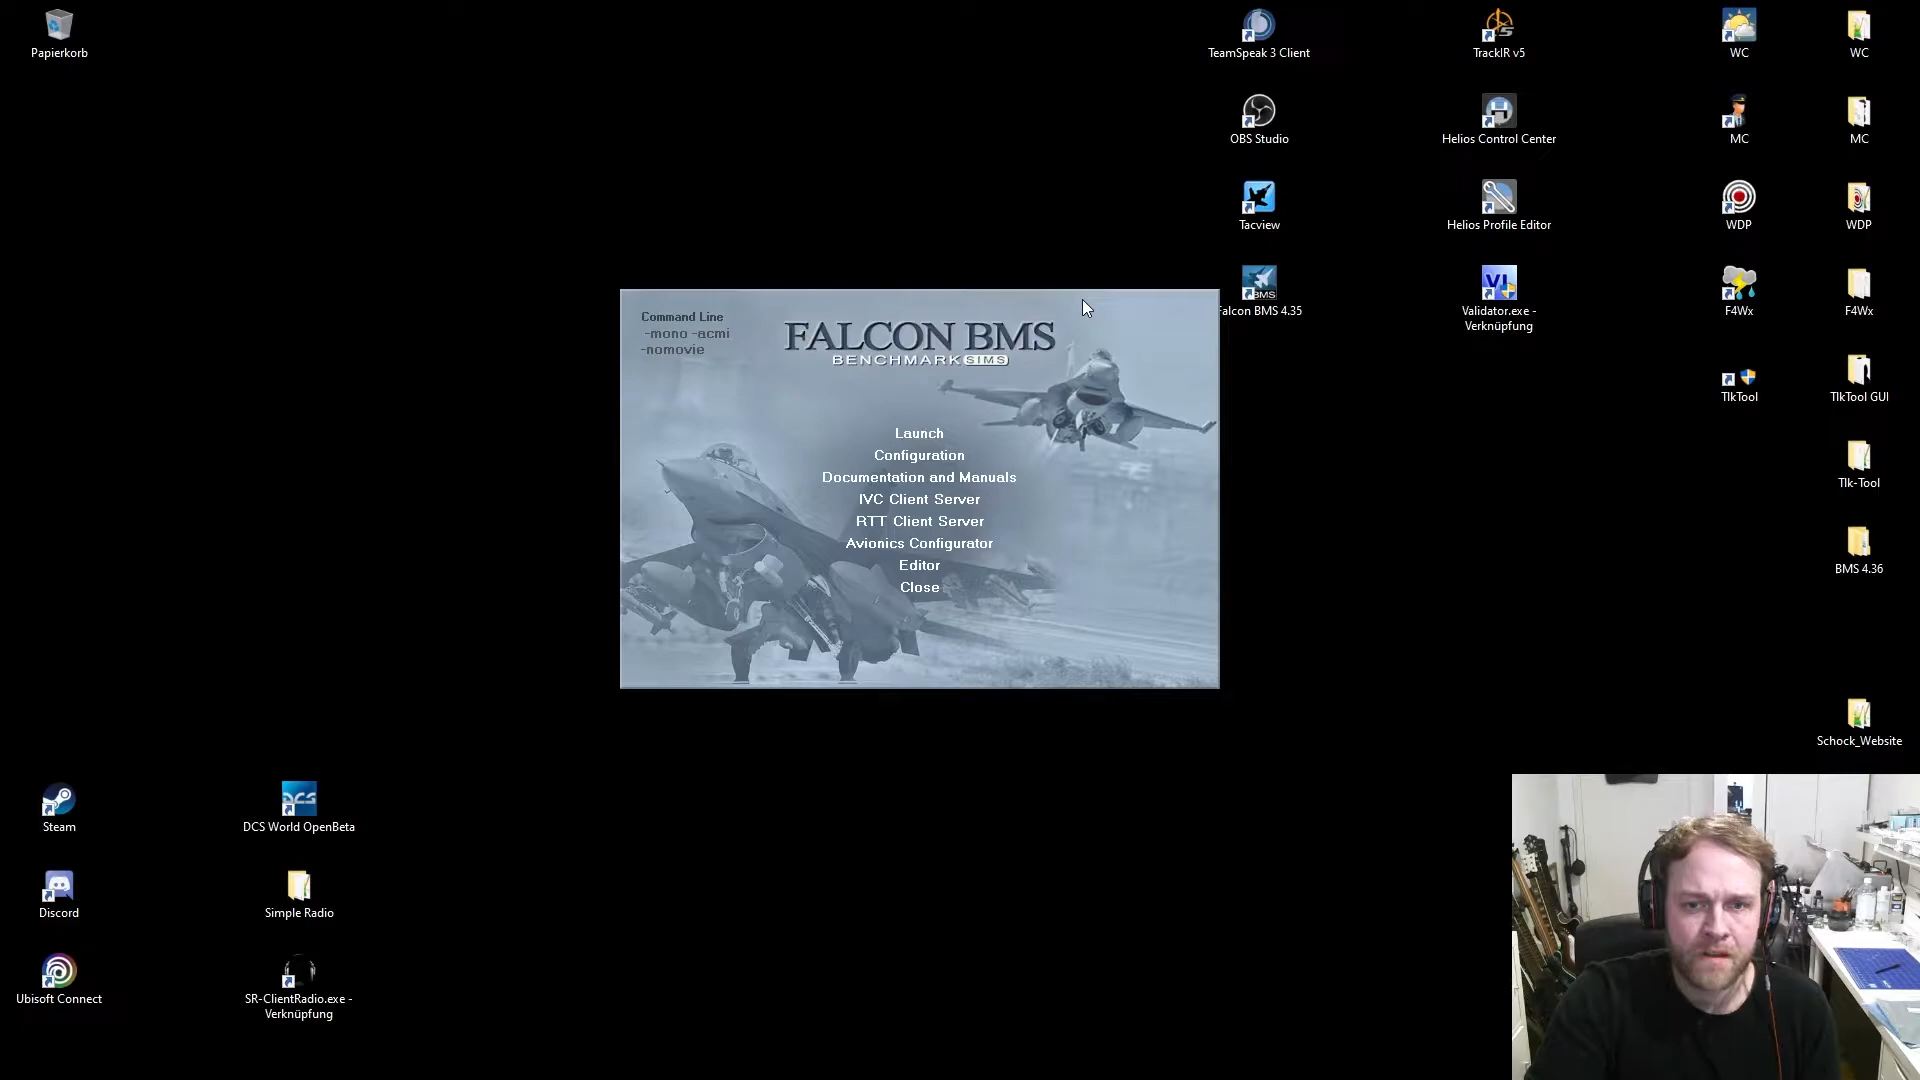 Papierkorb
TeamSpeak 3 Client
TrackIR v5
WC
WC
OBS Studio
Helios Control Center
MC
MC
Tacview
Helios Profile Editor
WDP
WDP
BMS
Falcon BMS 4.35
VI
Validator.exe -
Verknüpfung
F4Wx
F4Wx
Command Line
-mono -acmi
-nomovie
FALCON BMS
BENCHMARK SIMS
Launch
Configuration
Documentation and Manuals
IVC Client Server
RTT Client Server
Avionics Configurator
Editor
Close
TlkTool
TlkTool GUI
Tlk-Tool
BMS 4.36
Schock_Website
Steam
DCS
DCS World OpenBeta
Discord
Simple Radio
Ubisoft Connect
SR-ClientRadio.exe -
Verknüpfung